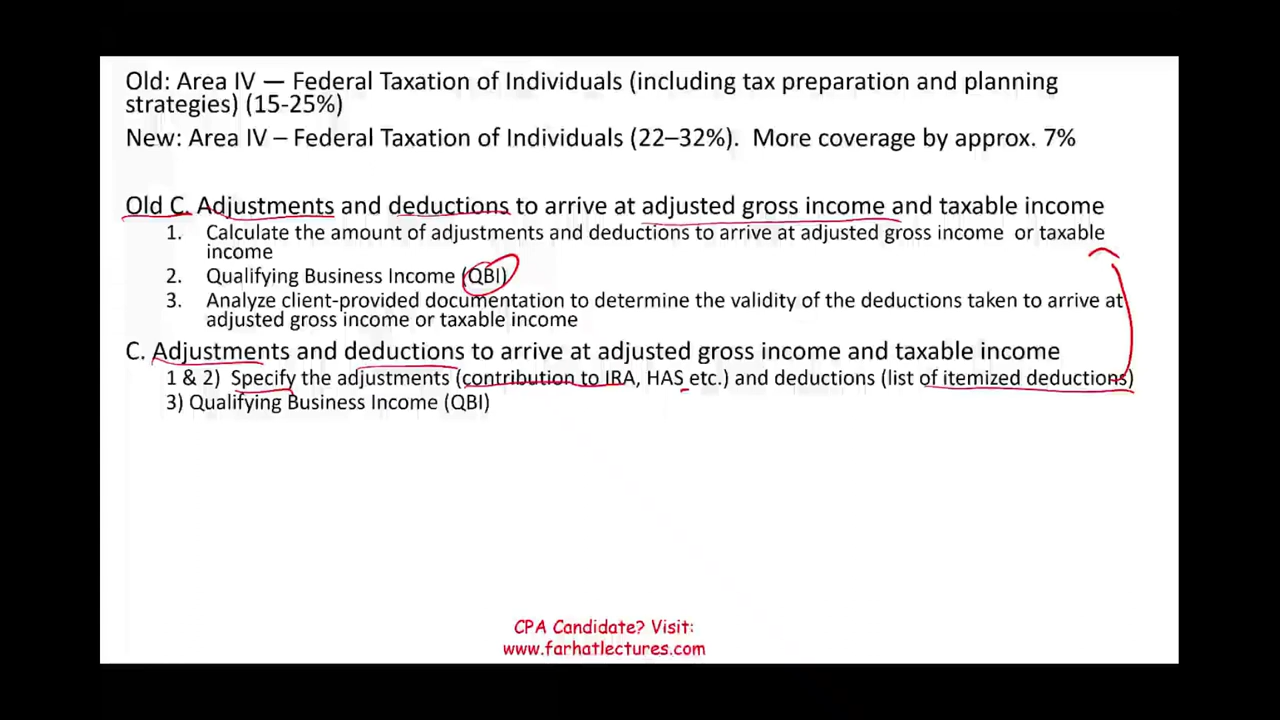 Old: Area IV — Federal Taxation of Individuals (including tax preparation and planning
strategies) (15-25%)
New: Area IV – Federal Taxation of Individuals (22–32%).  More coverage by approx. 7%
Old C. Adjustments and deductions to arrive at adjusted gross income and taxable income
1. Calculate the amount of adjustments and deductions to arrive at adjusted gross income or taxable
income
2. Qualifying Business Income (QBI)
3. Analyze client-provided documentation to determine the validity of the deductions taken to arrive at
adjusted gross income or taxable income
C. Adjustments and deductions to arrive at adjusted gross income and taxable income
1 & 2) Specify the adjustments (contribution to IRA, HAS etc.) and deductions (list of itemized deductions)
3) Qualifying Business Income (QBI)
CPA Candidate? Visit:
www.farhatlectures.com